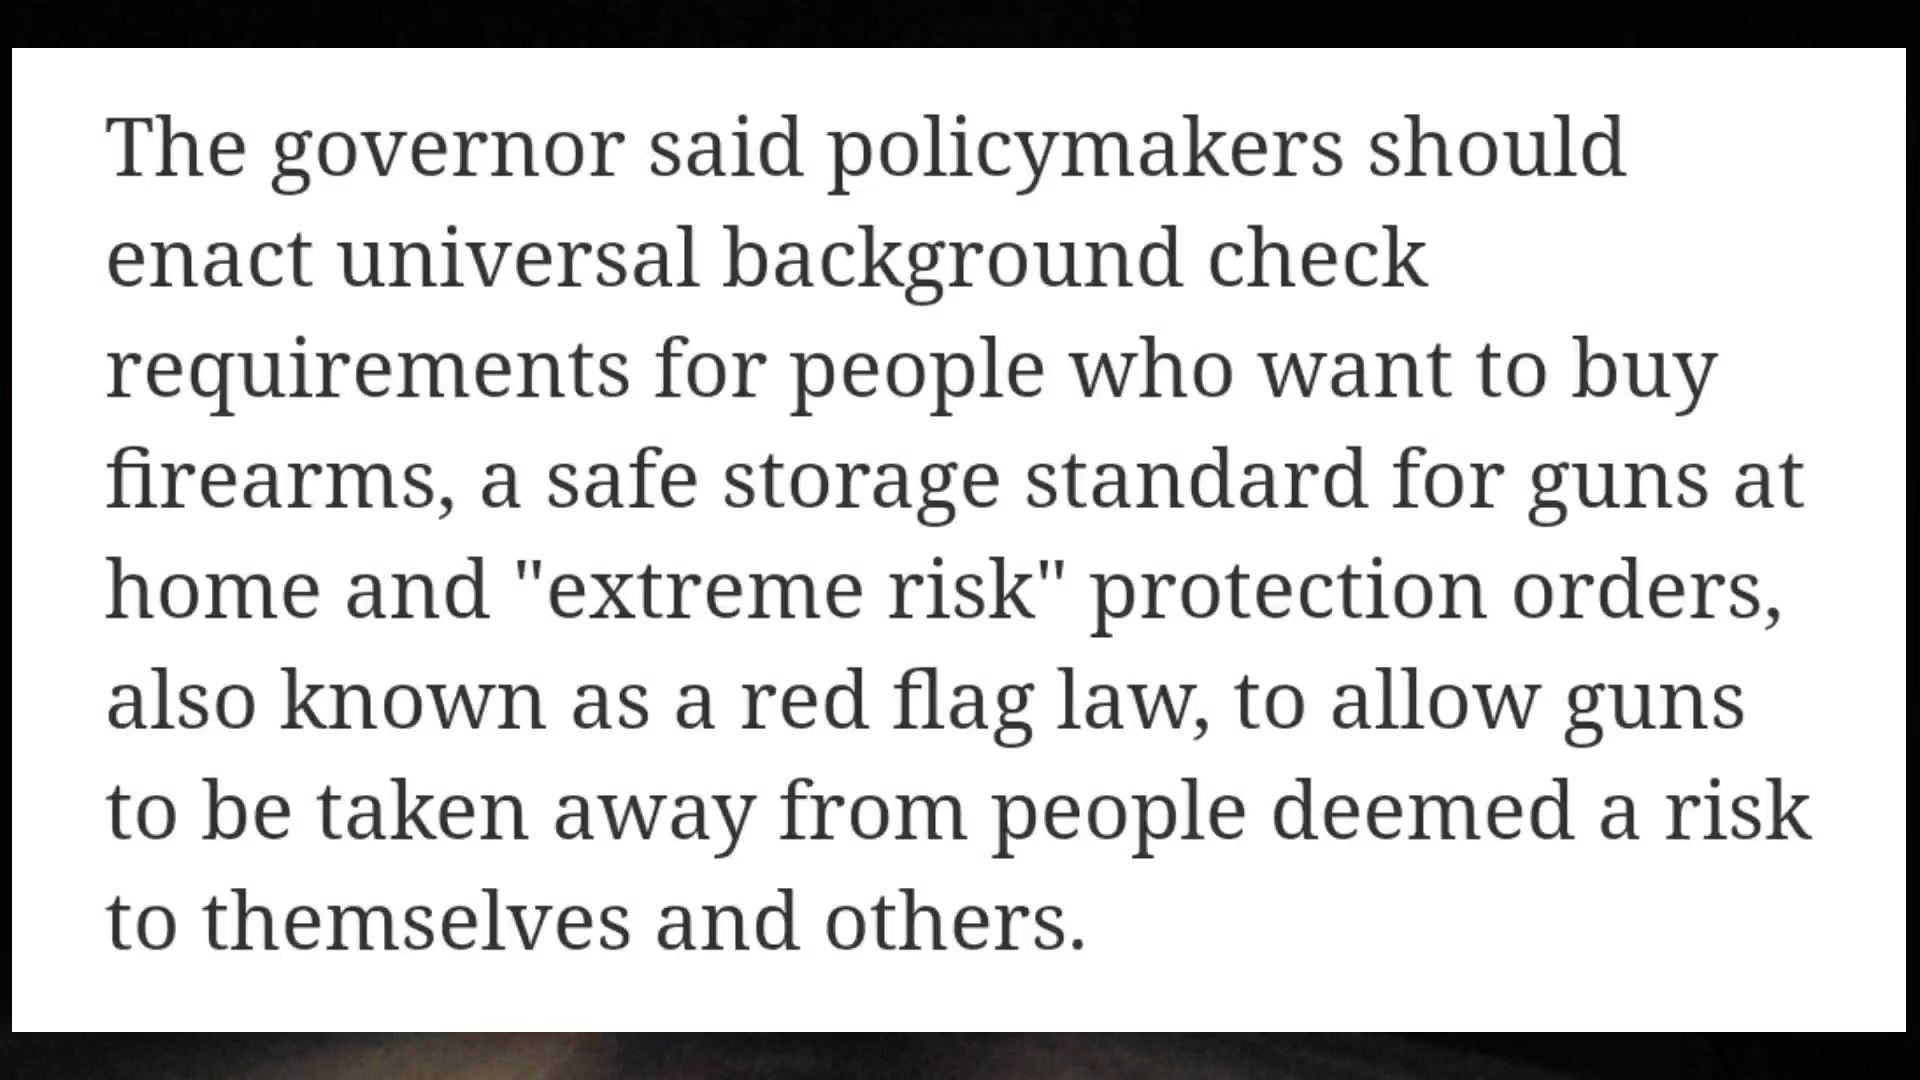 The governor said policymakers should
enact universal background check
requirements for people who want to buy
firearms, a safe storage standard for guns at
home and "extreme risk" protection orders,
also known as a red flag law, to allow guns
to be taken away from people deemed a risk
to themselves and others.